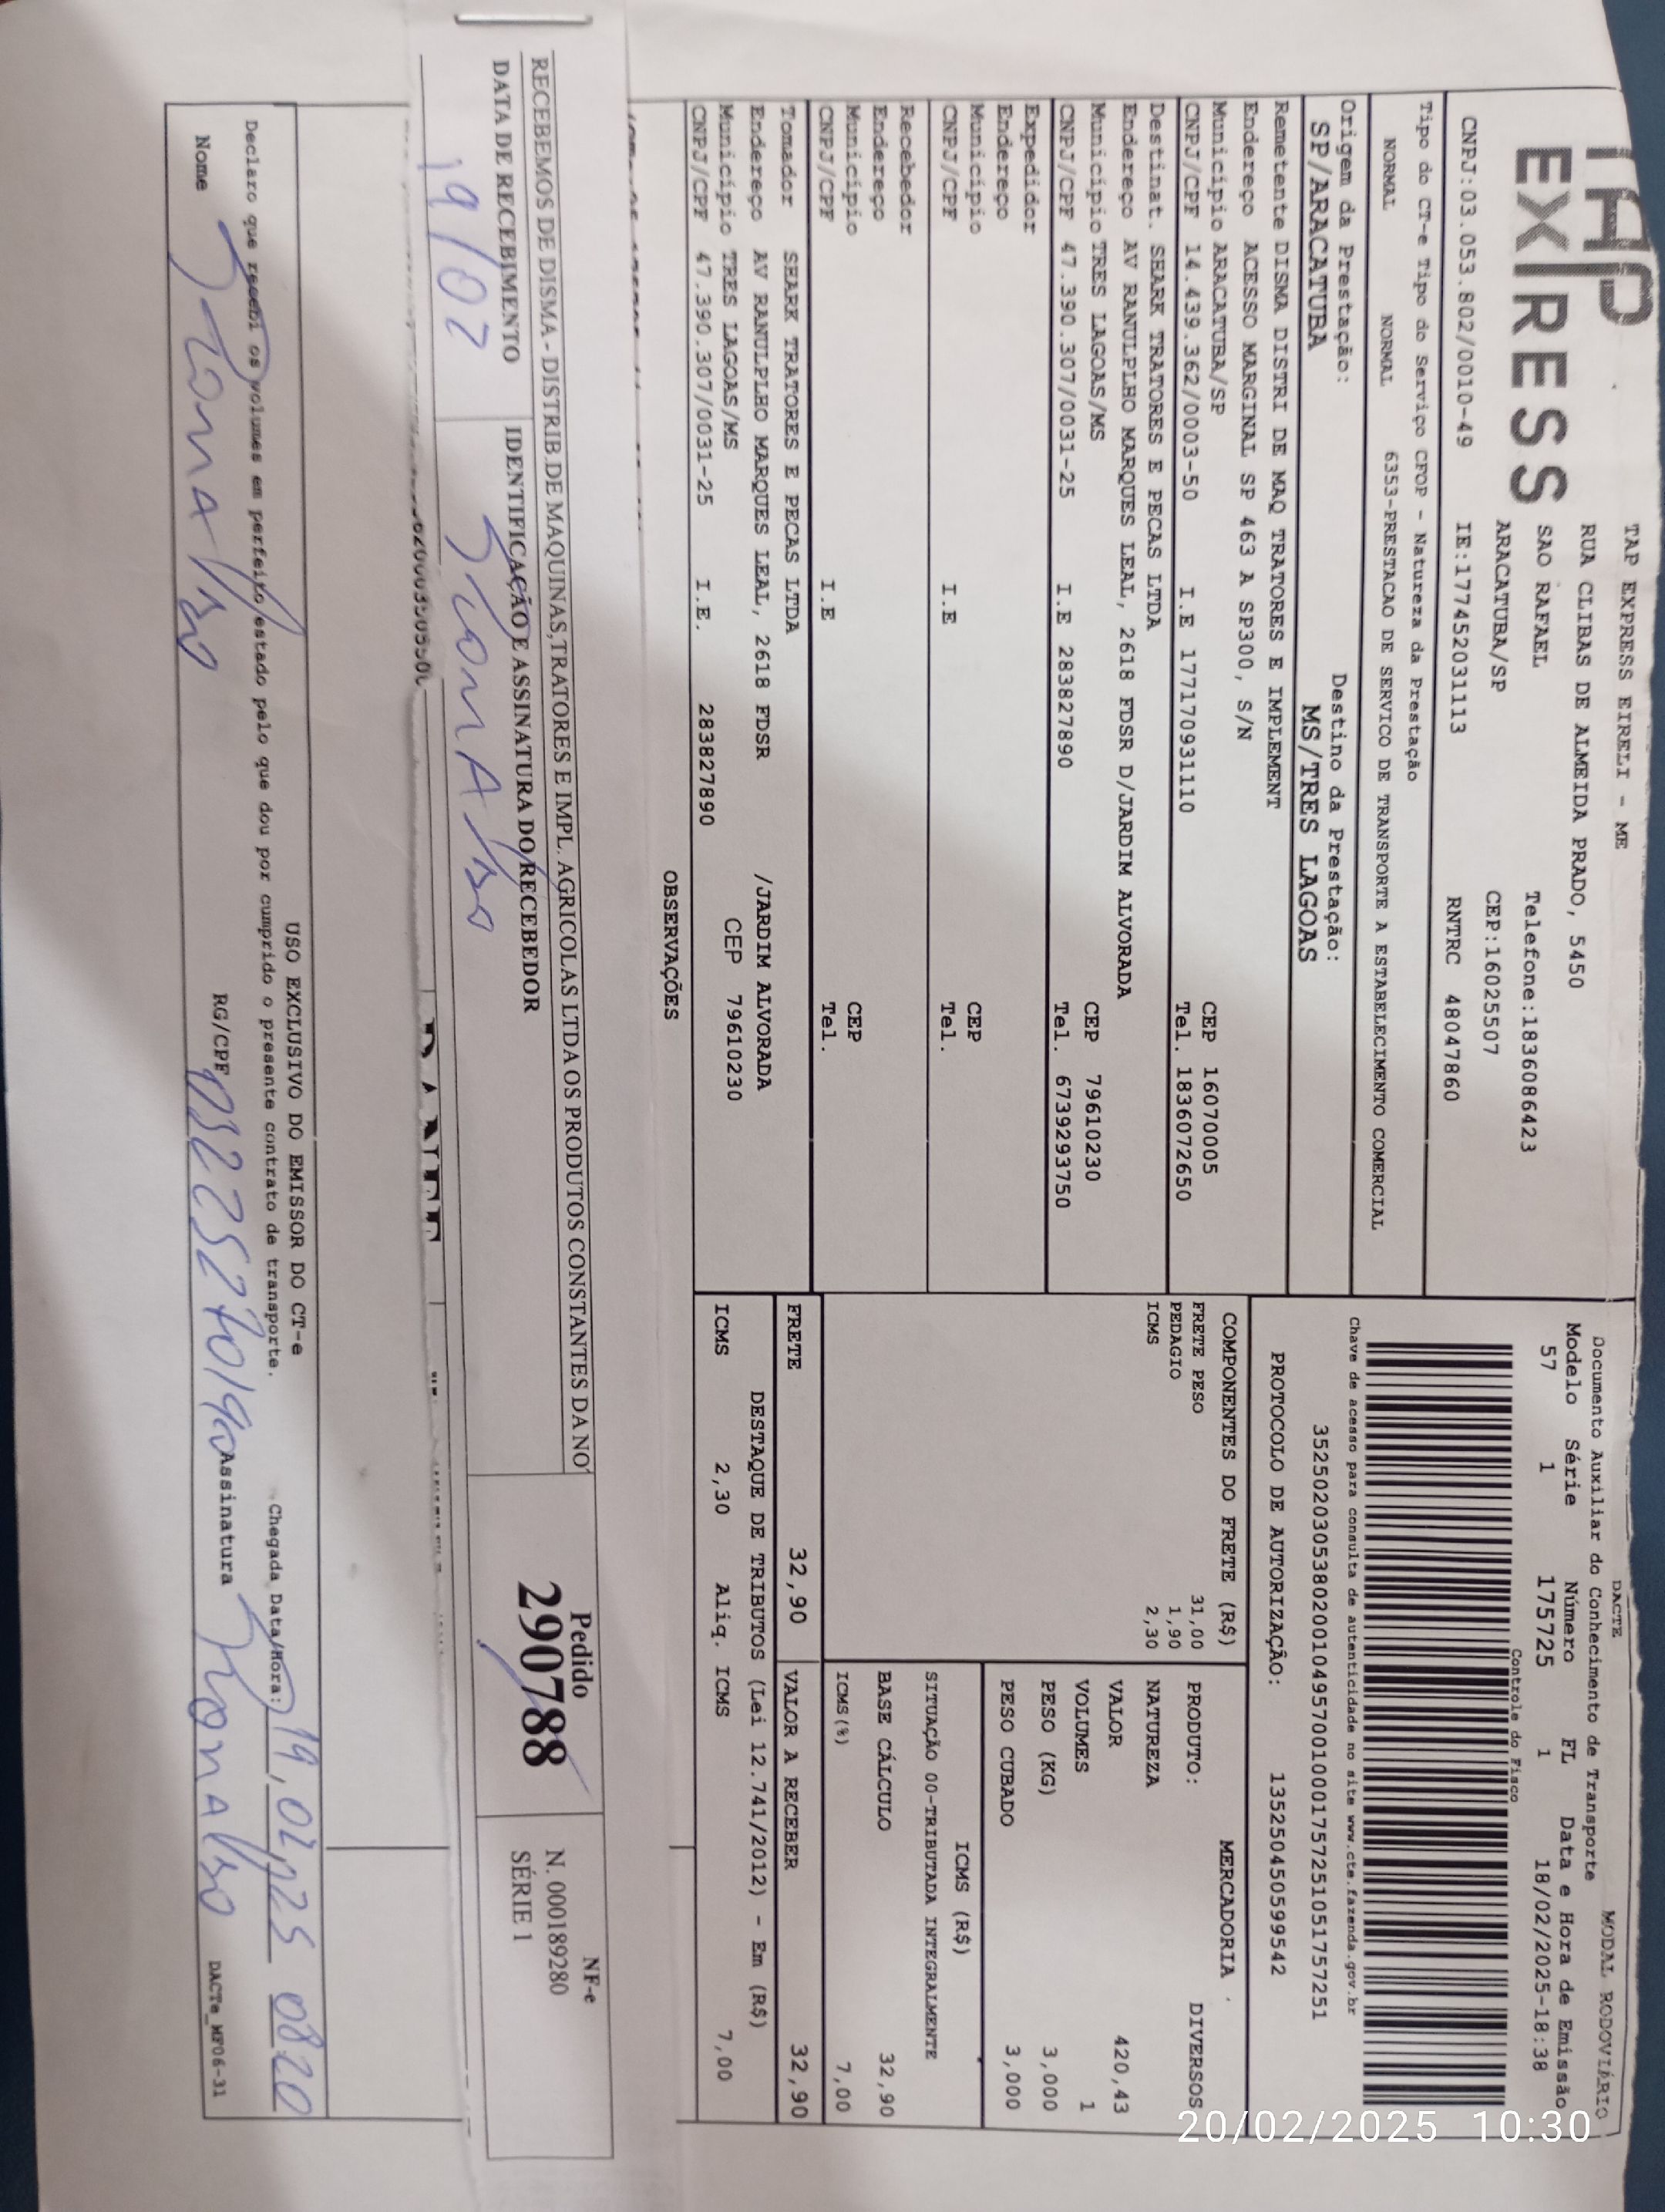 TAP
EXPRESS
TAP EXPRESS EIRELI - ME
RUA CLIBAS DE ALMEIDA PRADO, 5450
SAO RAFAEL Telefone:1836086423
ARACATUBA/SP CEP:16025507
CNPJ:03.053.802/0010-49 IE:177452031113 RNTRC 48047860
Tipo do CT-e Tipo do Serviço CFOP - Natureza da Prestação
NORMAL NORMAL 6353-PRESTACAO DE SERVICO DE TRANSPORTE A ESTABELECIMENTO COMERCIAL
Origem da Prestação: Destino da Prestação:
SP/ARACATUBA MS/TRES LAGOAS
DACTE MODAL RODOVIÁRIO
Documento Auxiliar do Conhecimento de Transporte
Modelo Série Número FL Data e Hora de Emissão
57 1 175725 1 18/02/2025-18:38
Controle do Fisco
Chave de acesso para consulta de autenticidade no site www.cte.fazenda.gov.br
35250203053802001049570010001757251051757251
PROTOCOLO DE AUTORIZAÇÃO: 135250450599542
Remetente DISMA DISTRI DE MAQ TRATORES E IMPLEMENT
Endereço ACESSO MARGINAL SP 463 A SP300, S/N
Município ARACATUBA/SP CEP 16070005
CNPJ/CPF 14.439.362/0003-50 I.E 177170931110 Tel. 1836072650
Destinat. SHARK TRATORES E PECAS LTDA
Endereço AV RANULPLHO MARQUES LEAL, 2618 FDSR D/JARDIM ALVORADA
Município TRES LAGOAS/MS CEP 79610230
CNPJ/CPF 47.390.307/0031-25 I.E 283827890 Tel. 6739293750
Expedidor
Endereço
Município CEP
CNPJ/CPF I.E Tel.
Recebedor
Endereço
Município CEP
CNPJ/CPF I.E Tel.
Tomador SHARK TRATORES E PECAS LTDA
Endereço AV RANULPLHO MARQUES LEAL, 2618 FDSR /JARDIM ALVORADA
Município TRES LAGOAS/MS CEP 79610230
CNPJ/CPF 47.390.307/0031-25 I.E. 283827890
COMPONENTES DO FRETE (R$)
FRETE PESO 31,00
PEDAGIO 1,90
ICMS 2,30
MERCADORIA
PRODUTO: DIVERSOS
NATUREZA
VALOR 420,43
VOLUMES 1
PESO (KG) 3,000
PESO CUBADO 3,000
ICMS (R$)
SITUAÇÃO 00-TRIBUTADA INTEGRALMENTE
BASE CÁLCULO 32,90
ICMS(%) 7,00
FRETE 32,90 VALOR A RECEBER 32,90
DESTAQUE DE TRIBUTOS (Lei 12.741/2012) - Em (R$)
ICMS 2,30 Aliq. ICMS 7,00
OBSERVAÇÕES
RECEBEMOS DE DISMA - DISTRIB.DE MAQUINAS,TRATORES E IMPL. AGRICOLAS LTDA OS PRODUTOS CONSTANTES DA NO
DATA DE RECEBIMENTO IDENTIFICAÇÃO E ASSINATURA DO RECEBEDOR
19/02
Pedido
290788
NF-e
N. 000189280
SÉRIE 1
USO EXCLUSIVO DO EMISSOR DO CT-e
Declaro que recebi os volumes em perfeito estado pelo que dou por cumprido o presente contrato de transporte. Chegada Data/Hora: 19,02,25 0820
Nome RG/CPF Assinatura
DACTe_MF06-31
20/02/2025 10:30